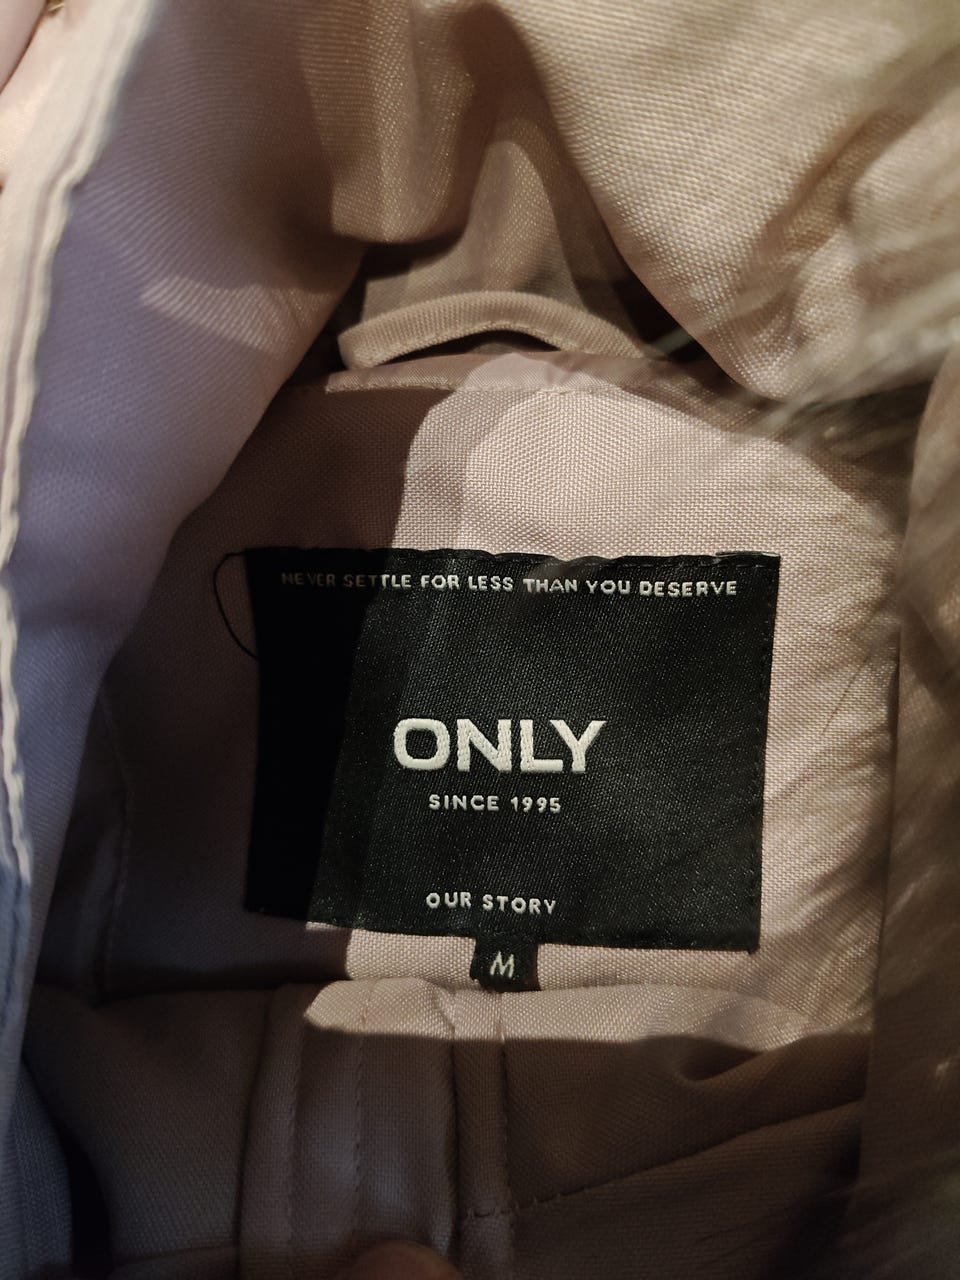 NEVER SETTLE FOR LESS THAN YOU DESERVE
ONLY
SINCE 1995
OUR STORY
M